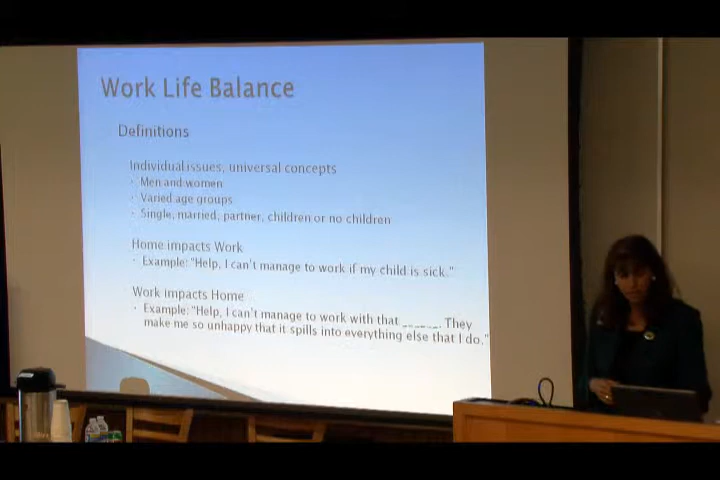 Work Life Balance
Definitions
Individual issues, universal concepts
• Men and women
• Varied age groups
• Single, married, partner, children or no children
Home impacts Work
• Example: "Help, I can't manage to work if my child is sick."
Work impacts Home
• Example: "Help, I can't manage to work with that ______. They
make me so unhappy that it spills into everything else that I do."